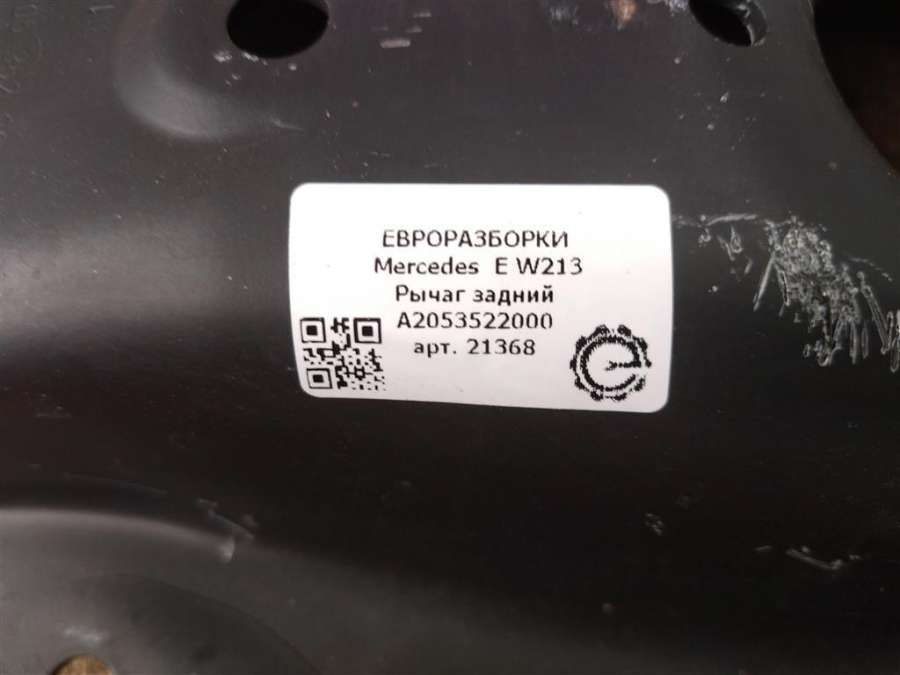 ЕВРОРАЗБОРКИ
Mercedes E W213
Рычаг задний
A2053522000
арт. 21368